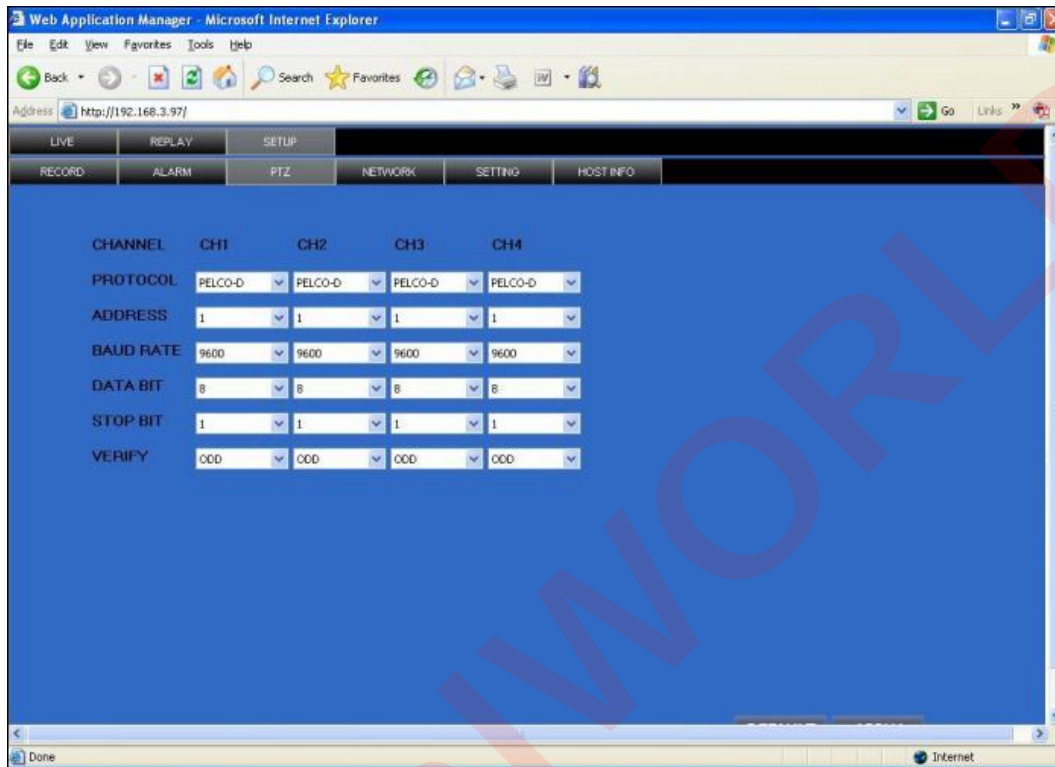 Web Application Manager - Microsoft Internet Explorer
File Edit View Favorites Tools Help
Back Search Favorites W
Address http://192.168.3.97/ Go Links »
LIVE REPLAY SETUP
RECORD ALARM PTZ NETWORK SETTING HOST INFO
CHANNEL CH1 CH2 CH3 CH4
PROTOCOL PELCO-D PELCO-D PELCO-D PELCO-D
ADDRESS 1 1 1 1
BAUD RATE 9600 9600 9600 9600
DATA BIT 8 8 8 8
STOP BIT 1 1 1 1
VERIFY ODD ODD ODD ODD
Done Internet